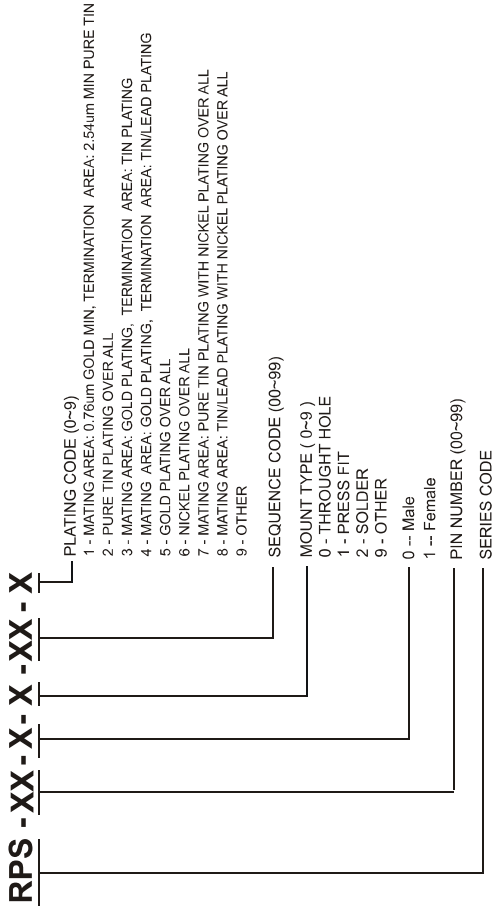 RPS - XX - X - X - XX - X
PLATING CODE (0~9)
1 - MATING AREA: 0.76um GOLD MIN, TERMINATION AREA: 2.54um MIN PURE TIN
2 - PURE TIN PLATING OVER ALL
3 - MATING AREA: GOLD PLATING, TERMINATION AREA: TIN PLATING
4 - MATING AREA: GOLD PLATING, TERMINATION AREA: TIN/LEAD PLATING
5 - GOLD PLATING OVER ALL
6 - NICKEL PLATING OVER ALL
7 - MATING AREA: PURE TIN PLATING WITH NICKEL PLATING OVER ALL
8 - MATING AREA: TIN/LEAD PLATING WITH NICKEL PLATING OVER ALL
9 - OTHER
SEQUENCE CODE (00~99)
MOUNT TYPE ( 0~9 )
0 - THROUGHT HOLE
1 - PRESS FIT
2 - SOLDER
9 - OTHER
0 -- Male
1 -- Female
PIN NUMBER (00~99)
SERIES CODE